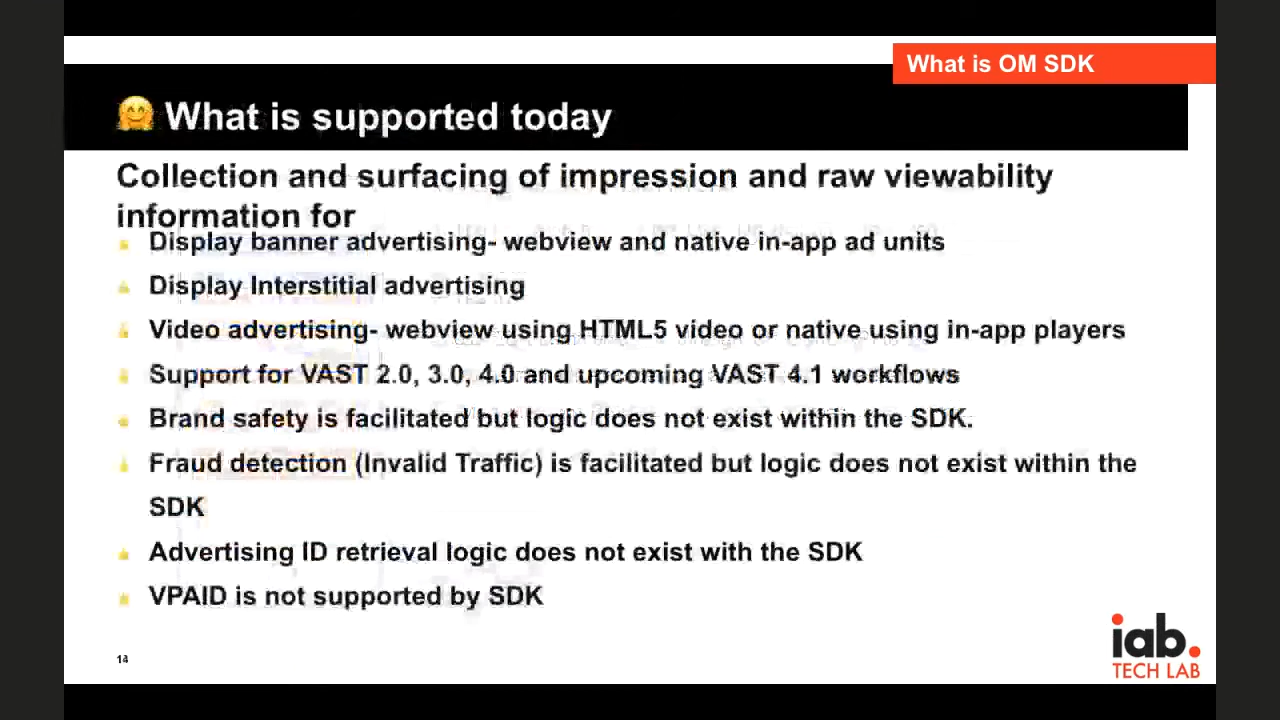 What is OM SDK
🤗 What is supported today
Collection and surfacing of impression and raw viewability
information for
Display banner advertising- webview and native in-app ad units
Display Interstitial advertising
Video advertising- webview using HTML5 video or native using in-app players
Support for VAST 2.0, 3.0, 4.0 and upcoming VAST 4.1 workflows
Brand safety is facilitated but logic does not exist within the SDK.
Fraud detection (Invalid Traffic) is facilitated but logic does not exist within the
SDK
Advertising ID retrieval logic does not exist with the SDK
VPAID is not supported by SDK
iab.
TECH LAB